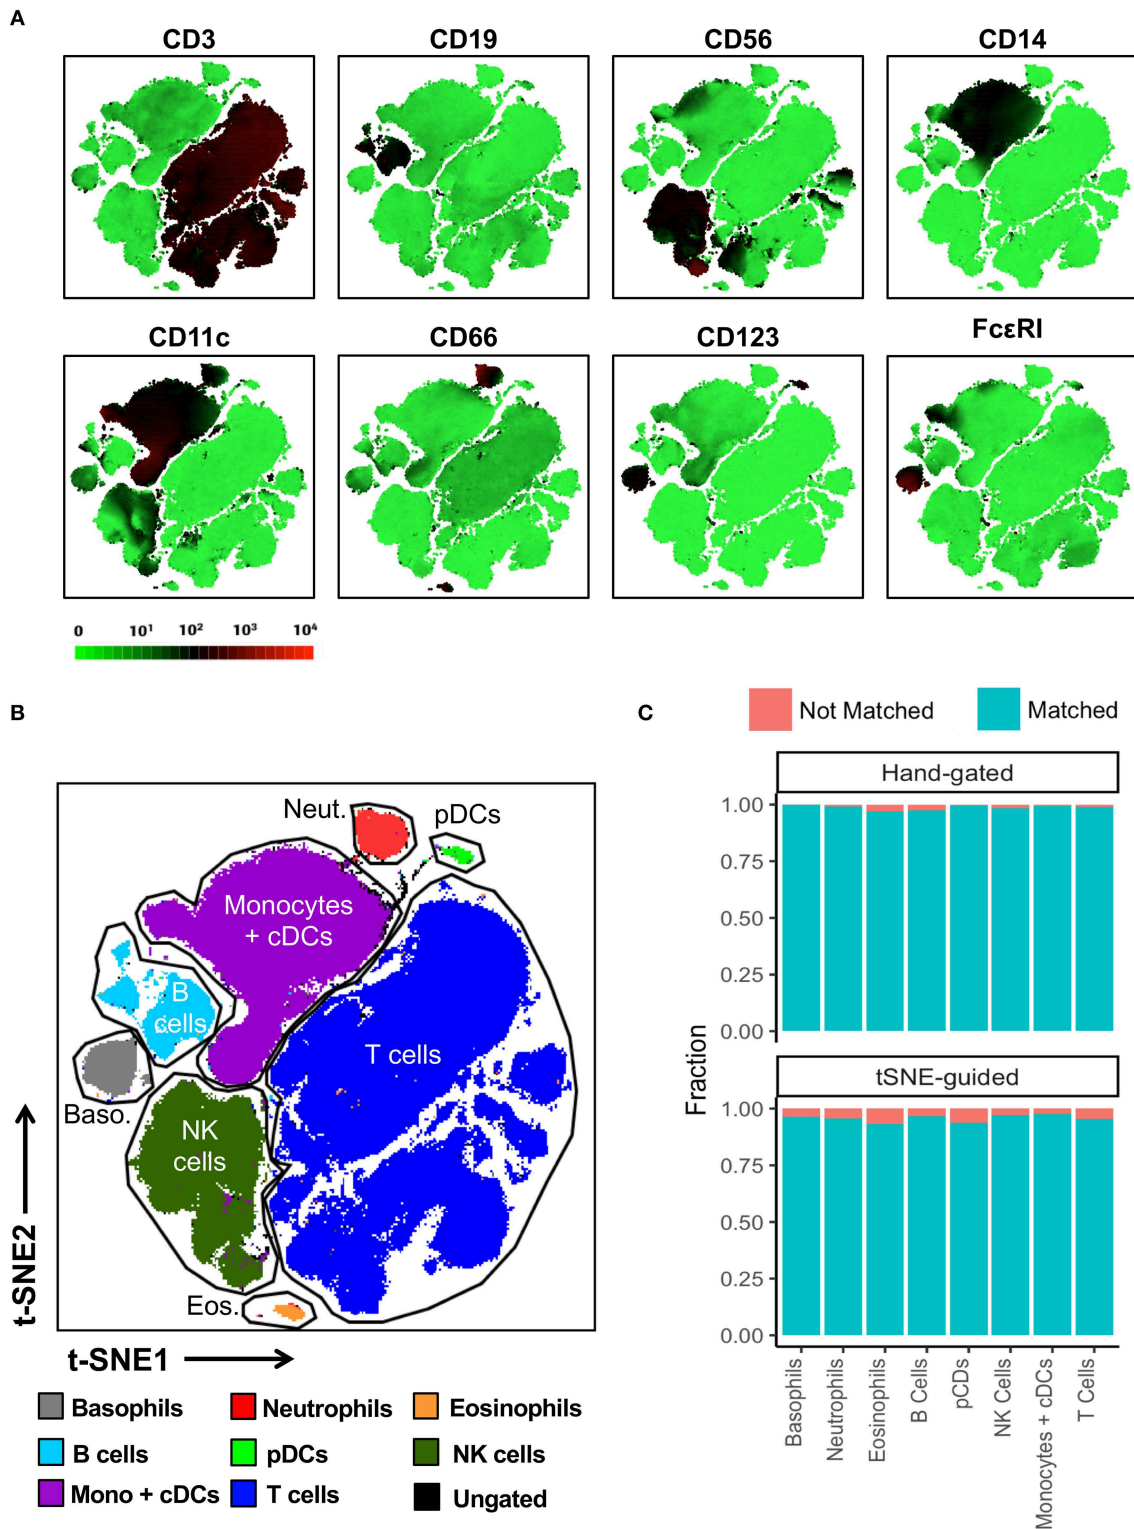 A
CD3
CD19
CD56
CD14
CD11c
CD66
CD123
FcεRI
0 10¹ 10² 10³ 10⁴
B
Neut.
pDCs
Monocytes
+ cDCs
B
cells
T cells
Baso.
NK
cells
Eos.
t-SNE2
t-SNE1
Basophils
Neutrophils
Eosinophils
B cells
pDCs
NK cells
Mono + cDCs
T cells
Ungated
C
Not Matched
Matched
Hand-gated
1.00
0.75
0.50
0.25
0.00
Fraction
tSNE-guided
1.00
0.75
0.50
0.25
0.00
Basophils
Neutrophils
Eosinophils
B Cells
pCDs
NK Cells
Monocytes + cDCs
T Cells